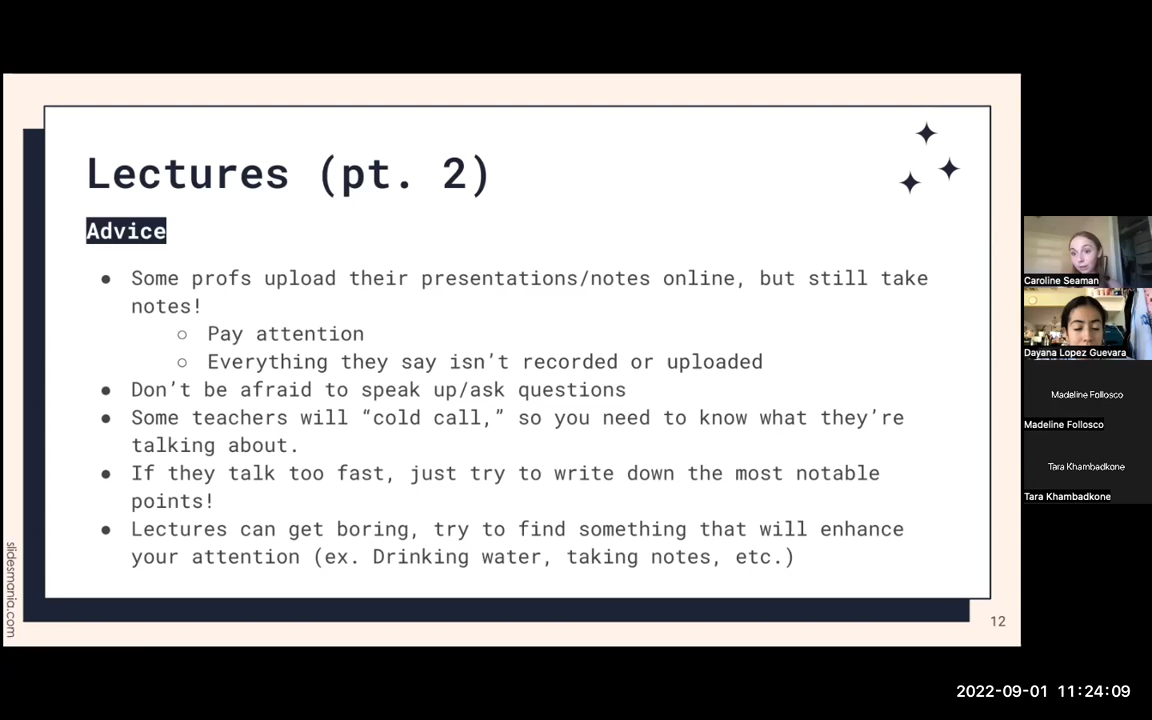 Lectures (pt. 2)
Advice
● Some profs upload their presentations/notes online, but still take
notes!
○ Pay attention
○ Everything they say isn’t recorded or uploaded
● Don’t be afraid to speak up/ask questions
● Some teachers will “cold call,” so you need to know what they’re
talking about.
● If they talk too fast, just try to write down the most notable
points!
● Lectures can get boring, try to find something that will enhance
your attention (ex. Drinking water, taking notes, etc.)
slidesmania.com
12
Caroline Seaman
Dayana Lopez Guevara
Madeline Follosco
Madeline Follosco
Tara Khambadkone
Tara Khambadkone
2022-09-01 11:24:09